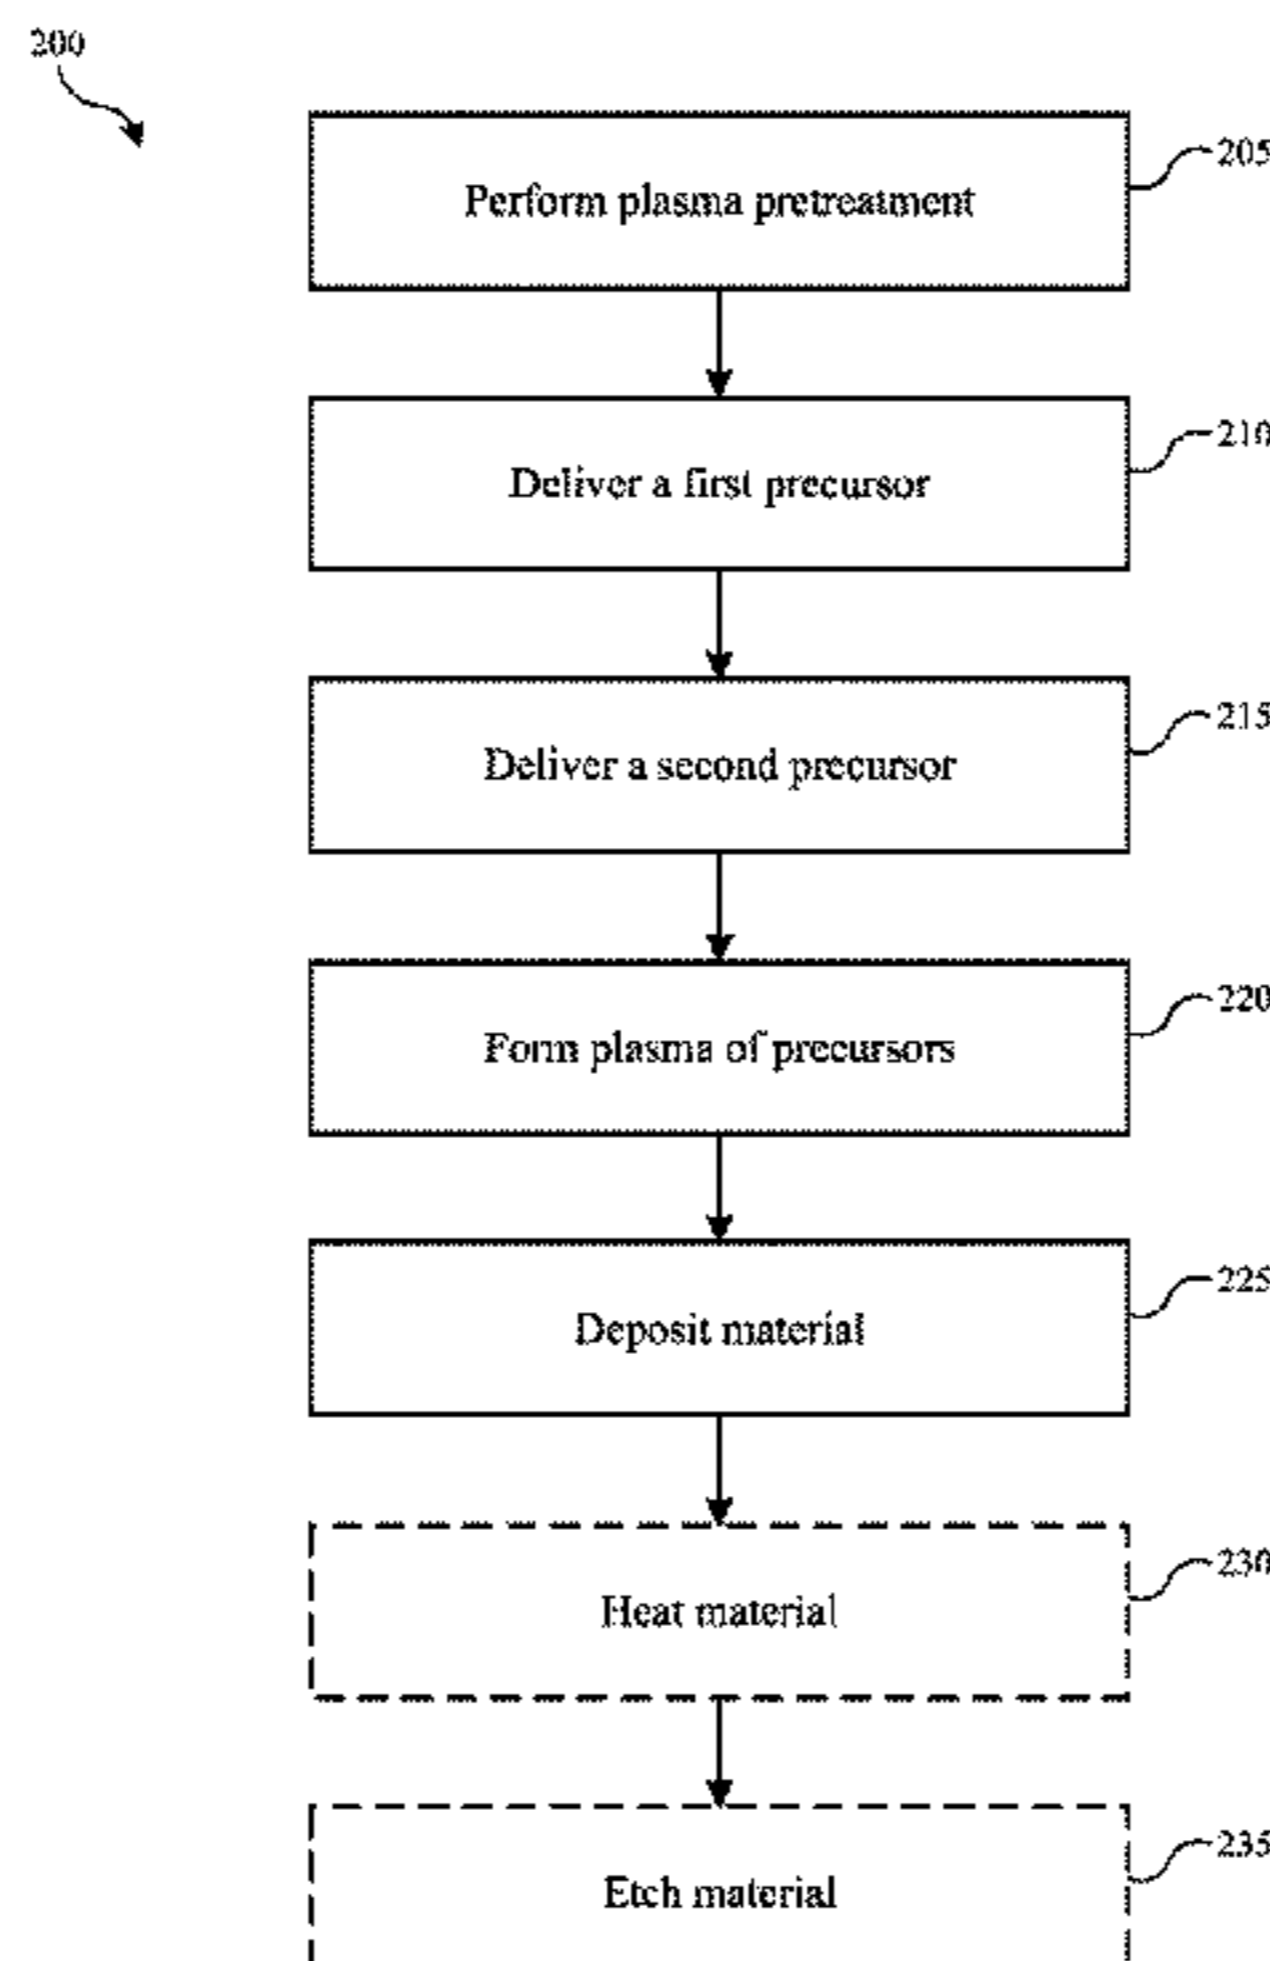 200
Perform plasma pretreatment
205
Deliver a first precursor
210
Deliver a second precursor
215
Form plasma of precursors
220
Deposit material
225
Heat material
230
Etch material
235